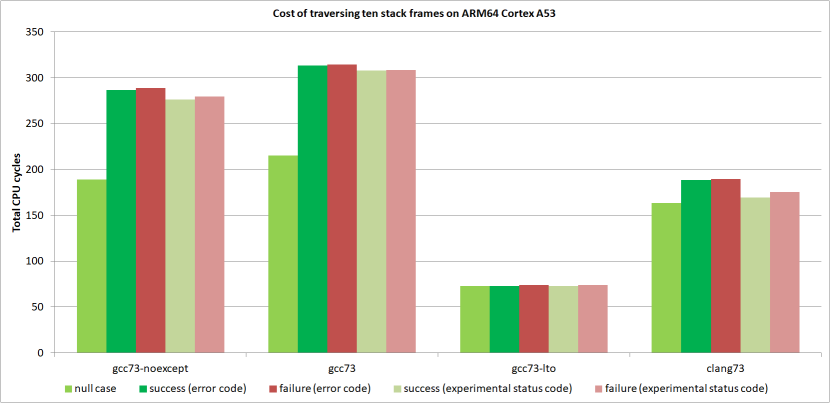 Cost of traversing ten stack frames on ARM64 Cortex A53
Total CPU cycles
350
300
250
200
150
100
50
0
gcc73-noexcept gcc73 gcc73-lto clang73
null case success (error code) failure (error code) success (experimental status code) failure (experimental status code)